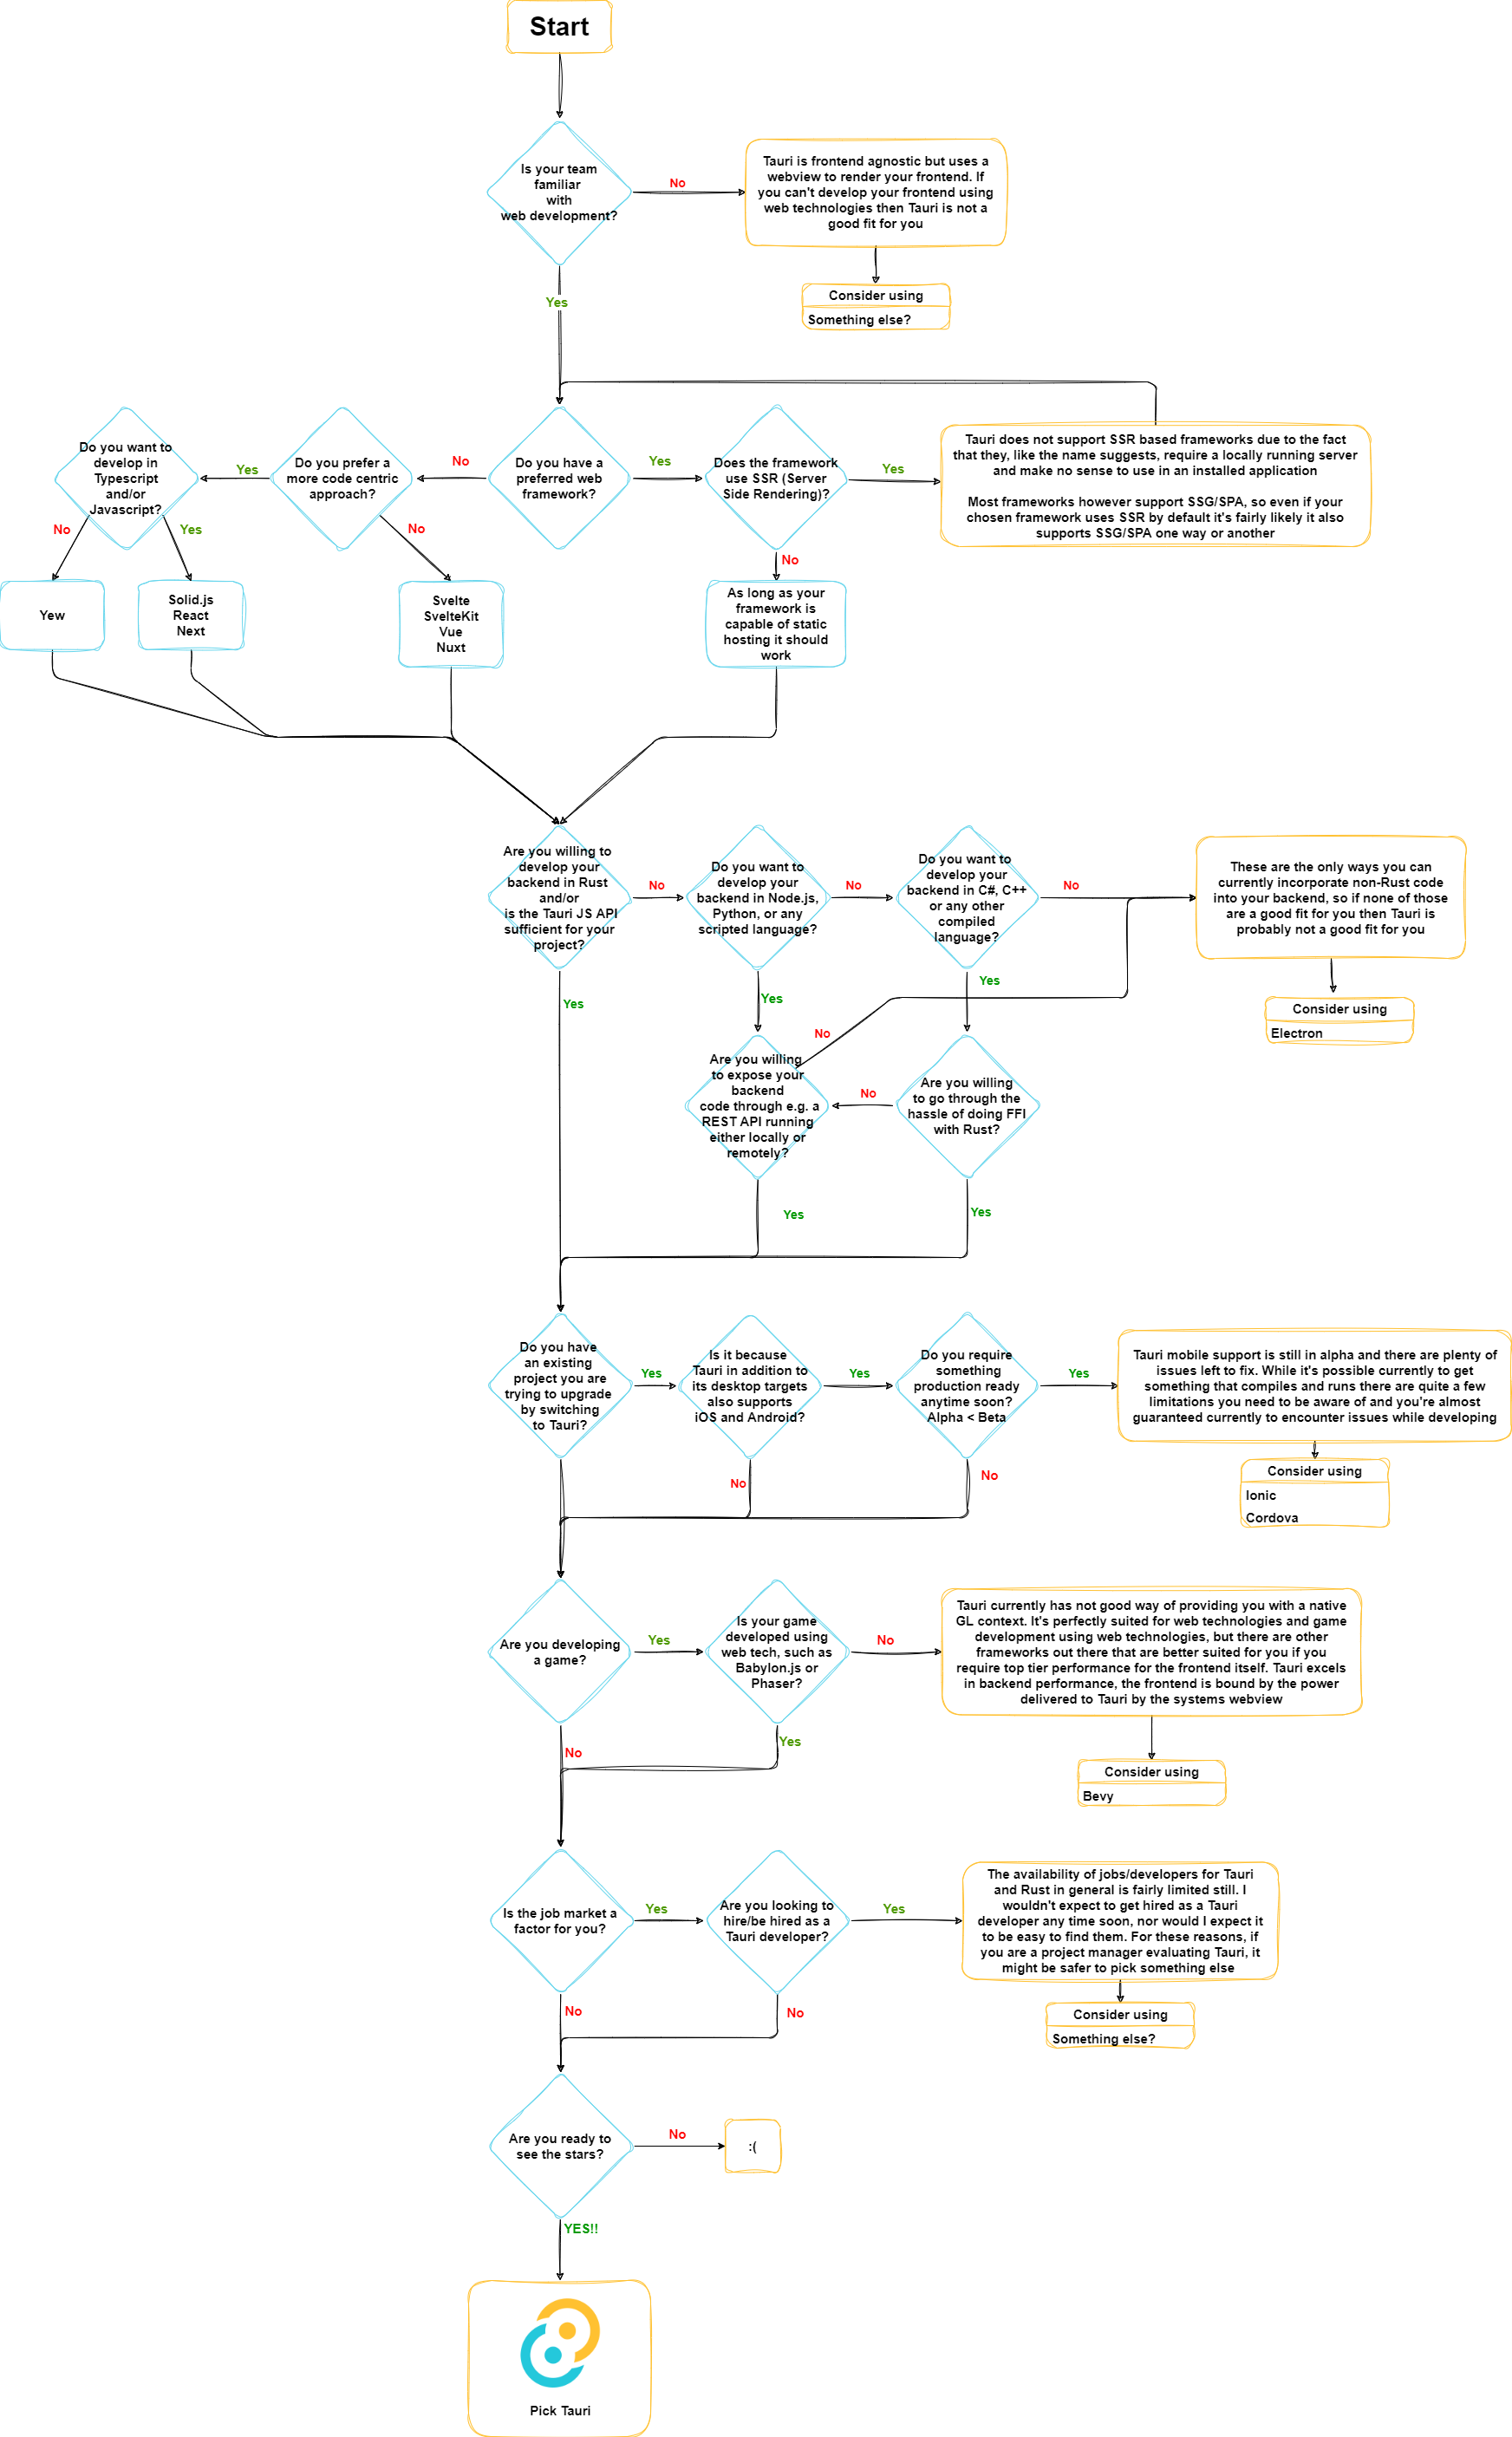 Start
Is your team
familiar
with
web development?
No
Tauri is frontend agnostic but uses a
webview to render your frontend. If
you can't develop your frontend using
web technologies then Tauri is not a
good fit for you
Consider using
Something else?
Yes
Do you want to
develop in
Typescript
and/or
Javascript?
Yes
Do you prefer a
more code centric
approach?
No
Do you have a
preferred web
framework?
Yes
Does the framework
use SSR (Server
Side Rendering)?
Yes
Tauri does not support SSR based frameworks due to the fact
that they, like the name suggests, require a locally running server
and make no sense to use in an installed application
Most frameworks however support SSG/SPA, so even if your
chosen framework uses SSR by default it's fairly likely it also
supports SSG/SPA one way or another
No
Yes
No
No
Yew
Solid.js
React
Next
Svelte
SvelteKit
Vue
Nuxt
As long as your
framework is
capable of static
hosting it should
work
Are you willing to
develop your
backend in Rust
and/or
is the Tauri JS API
sufficient for your
project?
No
Do you want to
develop your
backend in Node.js,
Python, or any
scripted language?
No
Do you want to
develop your
backend in C#, C++
or any other
compiled
language?
No
These are the only ways you can
currently incorporate non-Rust code
into your backend, so if none of those
are a good fit for you then Tauri is
probably not a good fit for you
Consider using
Electron
Yes
Yes
Yes
No
Are you willing
to expose your
backend
code through e.g. a
REST API running
either locally or
remotely?
No
Are you willing
to go through the
hassle of doing FFI
with Rust?
Yes
Yes
Do you have
an existing
project you are
trying to upgrade
by switching
to Tauri?
Yes
Is it because
Tauri in addition to
its desktop targets
also supports
iOS and Android?
Yes
Do you require
something
production ready
anytime soon?
Alpha < Beta
Yes
Tauri mobile support is still in alpha and there are plenty of
issues left to fix. While it's possible currently to get
something that compiles and runs there are quite a few
limitations you need to be aware of and you're almost
guaranteed currently to encounter issues while developing
Consider using
Ionic
Cordova
No
No
Are you developing
a game?
Yes
Is your game
developed using
web tech, such as
Babylon.js or
Phaser?
No
Tauri currently has not good way of providing you with a native
GL context. It's perfectly suited for web technologies and game
development using web technologies, but there are other
frameworks out there that are better suited for you if you
require top tier performance for the frontend itself. Tauri excels
in backend performance, the frontend is bound by the power
delivered to Tauri by the systems webview
Consider using
Bevy
No
Yes
Is the job market a
factor for you?
Yes
Are you looking to
hire/be hired as a
Tauri developer?
Yes
The availability of jobs/developers for Tauri
and Rust in general is fairly limited still. I
wouldn't expect to get hired as a Tauri
developer any time soon, nor would I expect it
to be easy to find them. For these reasons, if
you are a project manager evaluating Tauri, it
might be safer to pick something else
Consider using
Something else?
No
No
Are you ready to
see the stars?
No
:(
YES!!
Pick Tauri